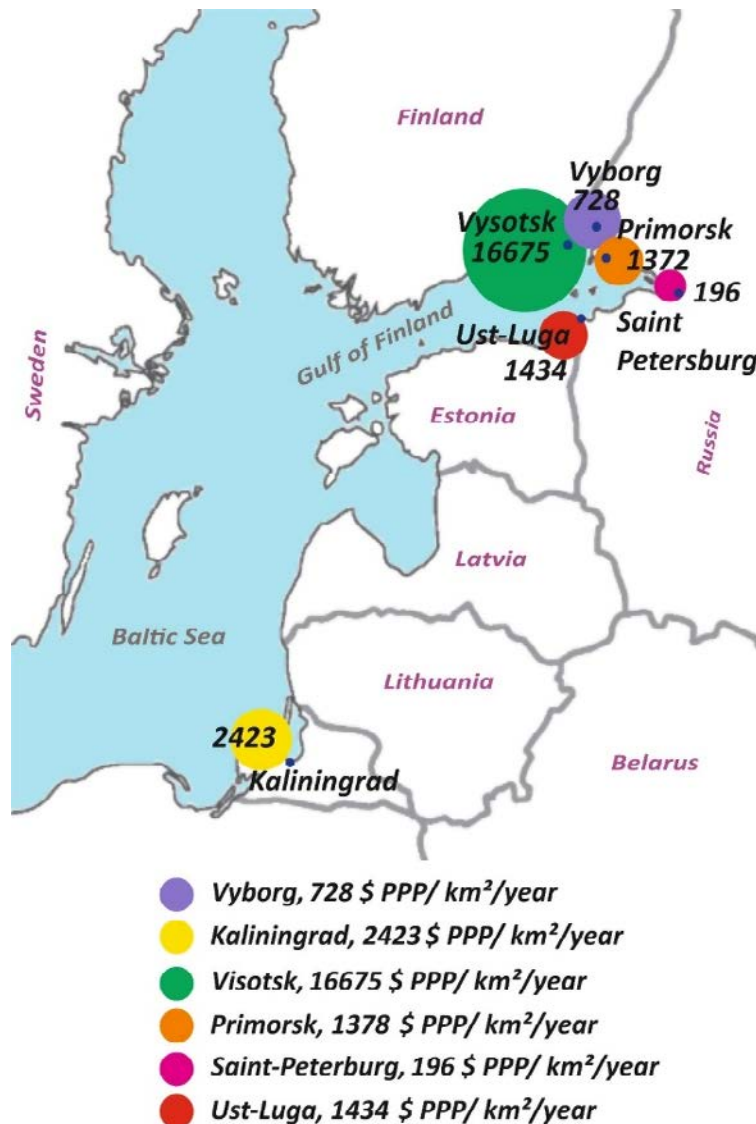 Finland
Vyborg
728
Vysotsk
16675
Primorsk
1372
196
Saint
Petersburg
Gulf of Finland
Ust-Luga
1434
Sweden
Estonia
Russia
Latvia
Baltic Sea
Lithuania
2423
Kaliningrad
Belarus
Vyborg, 728 $ PPP/ km²/year
Kaliningrad, 2423 $ PPP/ km²/year
Visotsk, 16675 $ PPP/ km²/year
Primorsk, 1378 $ PPP/ km²/year
Saint-Peterburg, 196 $ PPP/ km²/year
Ust-Luga, 1434 $ PPP/ km²/year